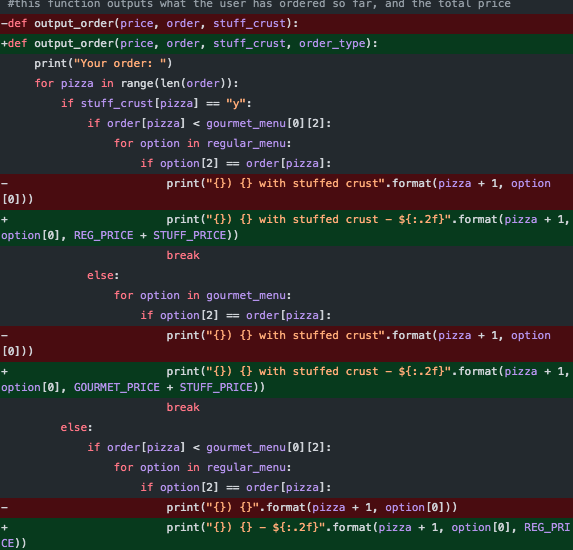 #this function outputs what the user has ordered so far, and the total price
-def output_order(price, order, stuff_crust):
+def output_order(price, order, stuff_crust, order_type):
    print("Your order: ")
    for pizza in range(len(order)):
        if stuff_crust[pizza] == "y":
            if order[pizza] < gourmet_menu[0][2]:
                for option in regular_menu:
                    if option[2] == order[pizza]:
-                        print("{}) {} with stuffed crust".format(pizza + 1, option
[0]))
+                        print("{}) {} with stuffed crust - ${:.2f}".format(pizza + 1,
option[0], REG_PRICE + STUFF_PRICE))
                        break
            else:
                for option in gourmet_menu:
                    if option[2] == order[pizza]:
-                        print("{}) {} with stuffed crust".format(pizza + 1, option
[0]))
+                        print("{}) {} with stuffed crust - ${:.2f}".format(pizza + 1,
option[0], GOURMET_PRICE + STUFF_PRICE))
                        break
        else:
            if order[pizza] < gourmet_menu[0][2]:
                for option in regular_menu:
                    if option[2] == order[pizza]:
-                        print("{}) {}".format(pizza + 1, option[0]))
+                        print("{}) {} - ${:.2f}".format(pizza + 1, option[0], REG_PRI
CE))